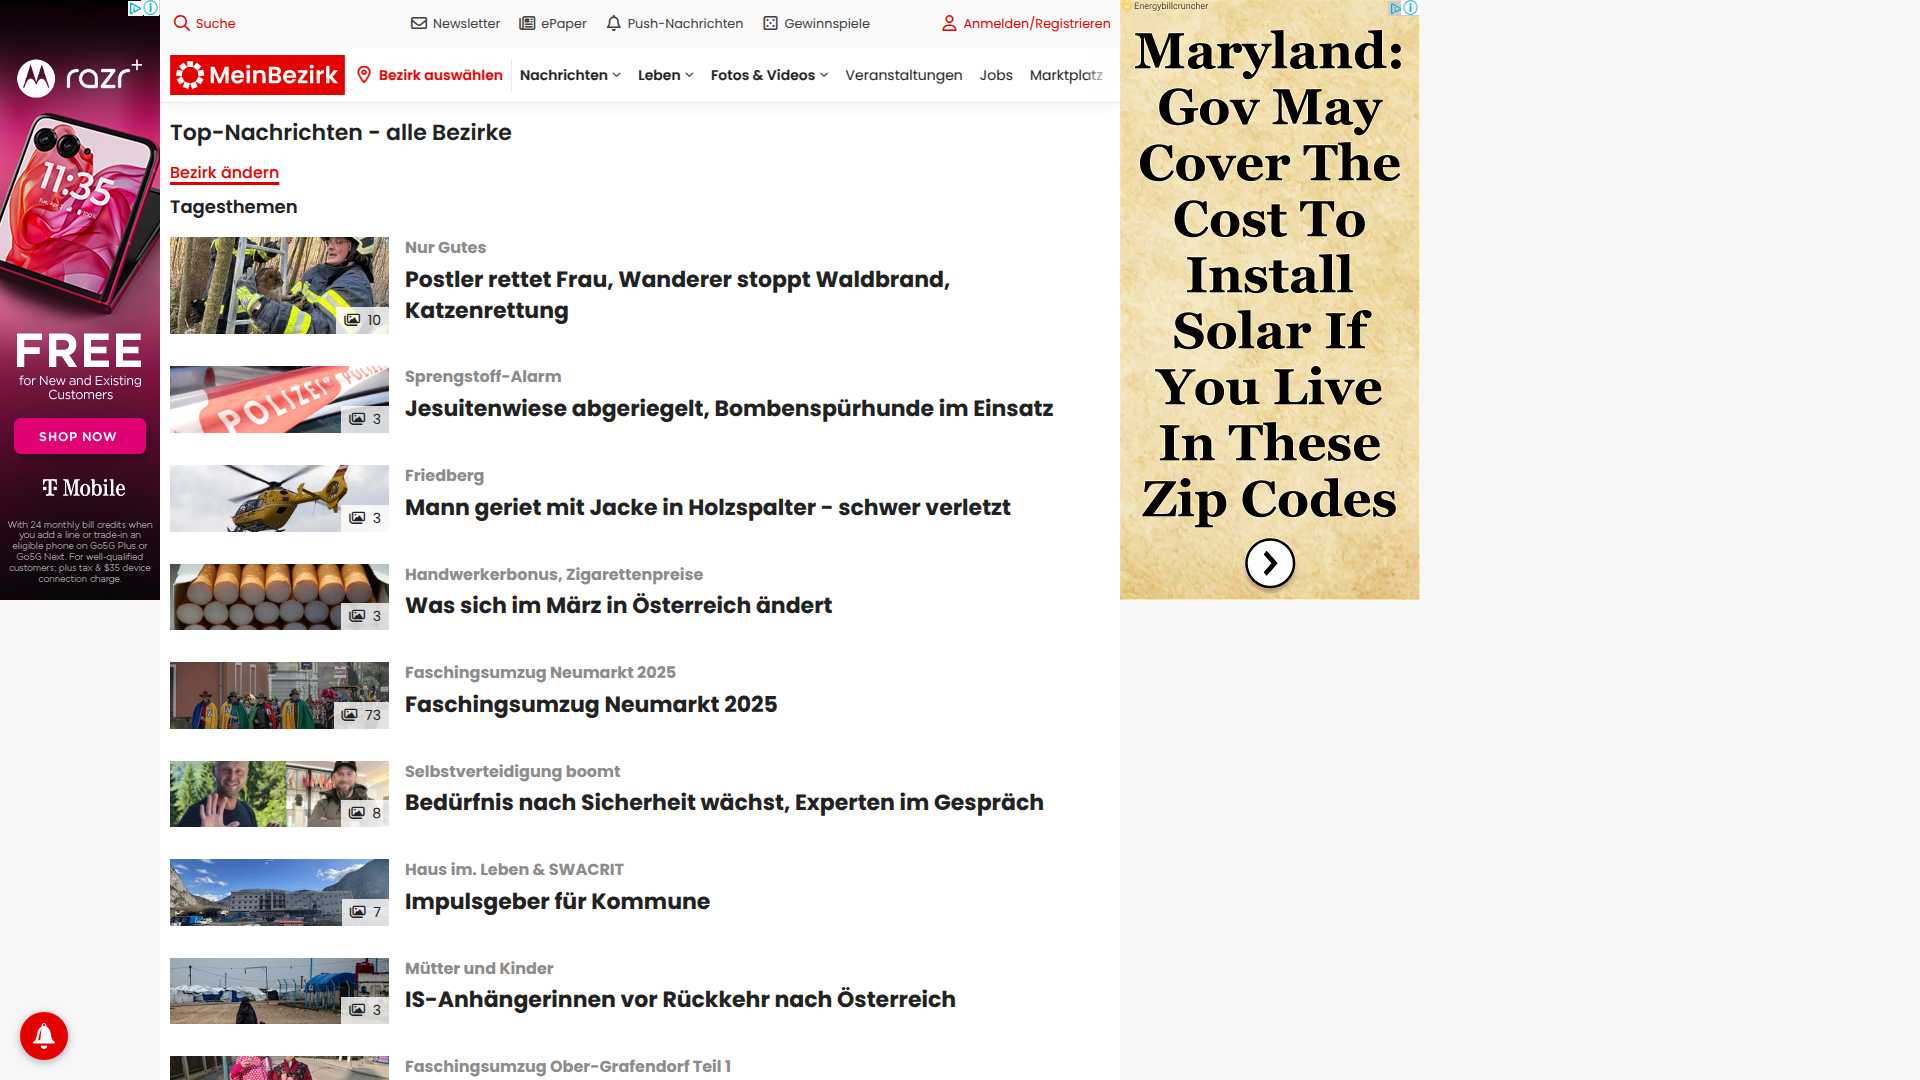 Suche
Newsletter
ePaper
Push-Nachrichten
Gewinnspiele
Anmelden/Registrieren
MeinBezirk
Bezirk auswählen
Nachrichten
Leben
Fotos & Videos
Veranstaltungen
Jobs
Marktplatz
Top-Nachrichten - alle Bezirke
Bezirk ändern
Tagesthemen
10
Nur Gutes
Postler rettet Frau, Wanderer stoppt Waldbrand,
Katzenrettung
POLIZEI
3
Sprengstoff-Alarm
Jesuitenwiese abgeriegelt, Bombenspürhunde im Einsatz
3
Friedberg
Mann geriet mit Jacke in Holzspalter – schwer verletzt
3
Handwerkerbonus, Zigarettenpreise
Was sich im März in Österreich ändert
73
Faschingsumzug Neumarkt 2025
Faschingsumzug Neumarkt 2025
8
Selbstverteidigung boomt
Bedürfnis nach Sicherheit wächst, Experten im Gespräch
7
Haus im. Leben & SWACRIT
Impulsgeber für Kommune
3
Mütter und Kinder
IS-Anhängerinnen vor Rückkehr nach Österreich
Faschingsumzug Ober-Grafendorf Teil 1
razr+
11:35
FREE
for New and Existing
Customers
SHOP NOW
T Mobile
With 24 monthly bill credits when
you add a line or trade-in an
eligible phone on Go5G Plus or
Go5G Next. For well-qualified
customers; plus tax & $35 device
connection charge.
Energybillcruncher
Maryland:
Gov May
Cover The
Cost To
Install
Solar If
You Live
In These
Zip Codes